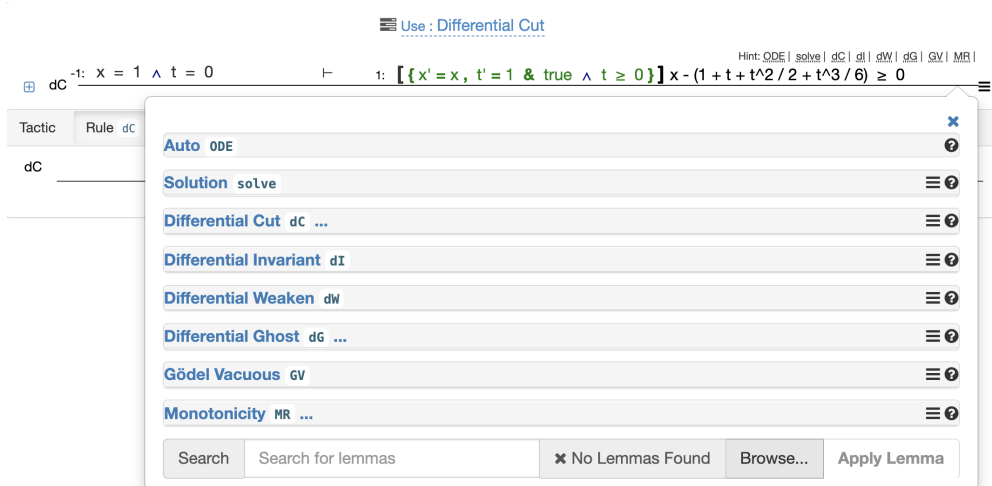 Use : Differential Cut
Hint: ODE | solve | dC | dI | dW | dG | GV | MR |
dC -1: x = 1 ∧ t = 0 ⊢ 1: [{x' = x, t' = 1 & true ∧ t ≥ 0}] x - (1 + t + t^2 / 2 + t^3 / 6) ≥ 0
Tactic Rule dC
dC
Auto ODE
Solution solve
Differential Cut dC ...
Differential Invariant dI
Differential Weaken dW
Differential Ghost dG ...
Gödel Vacuous GV
Monotonicity MR ...
Search Search for lemmas ✖ No Lemmas Found Browse... Apply Lemma